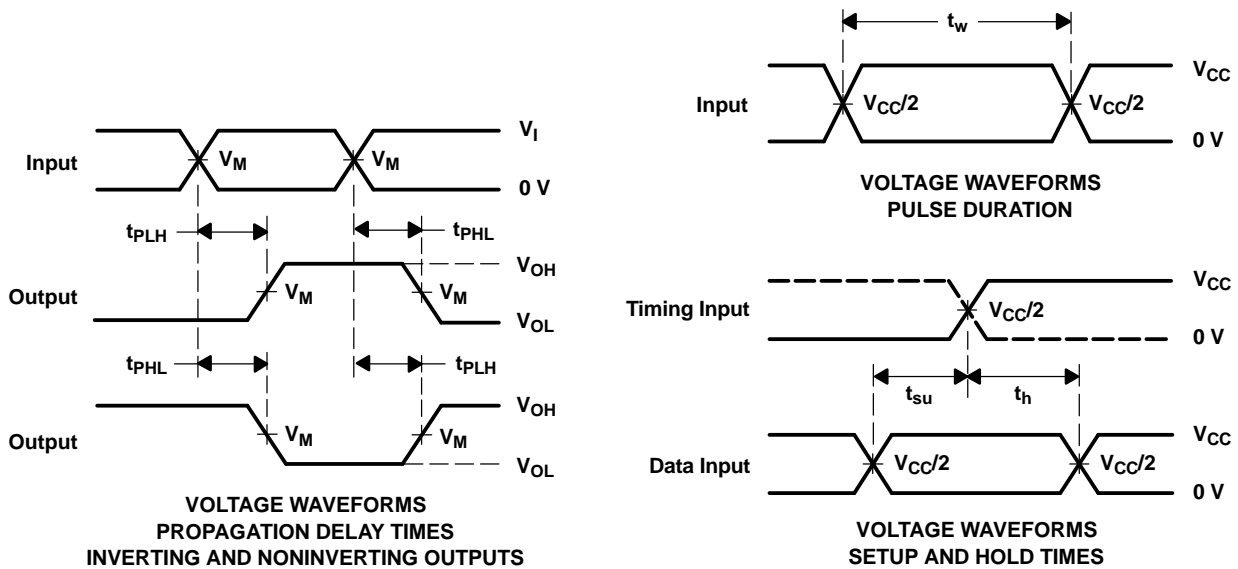 Input
V_M
V_M
V_I
0 V
t_PLH
t_PHL
Output
V_M
V_M
V_OH
V_OL
t_PHL
t_PLH
Output
V_M
V_M
V_OH
V_OL
VOLTAGE WAVEFORMS
PROPAGATION DELAY TIMES
INVERTING AND NONINVERTING OUTPUTS
t_w
Input
V_CC/2
V_CC/2
V_CC
0 V
VOLTAGE WAVEFORMS
PULSE DURATION
Timing Input
V_CC/2
V_CC
0 V
t_su
t_h
Data Input
V_CC/2
V_CC/2
V_CC
0 V
VOLTAGE WAVEFORMS
SETUP AND HOLD TIMES